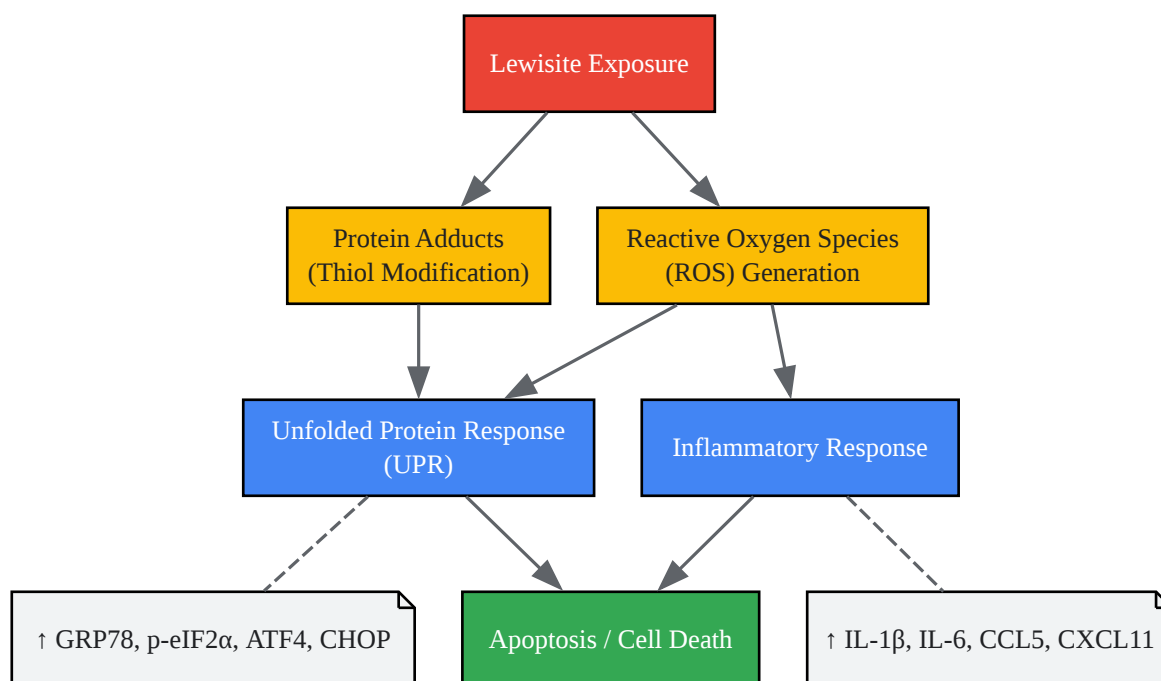 Lewisite Exposure
Protein Adducts
(Thiol Modification)
Reactive Oxygen Species
(ROS) Generation
Unfolded Protein Response
(UPR)
Inflammatory Response
↑ GRP78, p-eIF2α, ATF4, CHOP
Apoptosis / Cell Death
↑ IL-1β, IL-6, CCL5, CXCL11